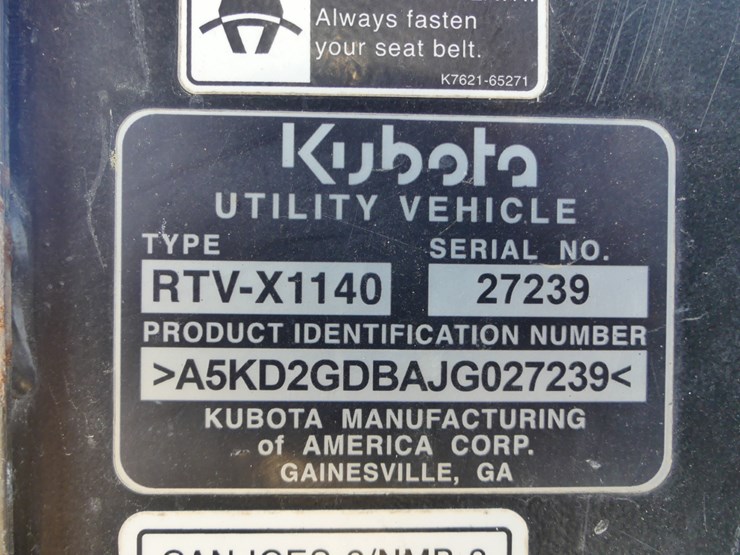 Always fasten
your seat belt.
K7621-65271
Kubota
UTILITY VEHICLE
TYPE SERIAL NO.
RTV-X1140 27239
PRODUCT IDENTIFICATION NUMBER
>A5KD2GDBAJG027239<
KUBOTA MANUFACTURING
of AMERICA CORP.
GAINESVILLE, GA